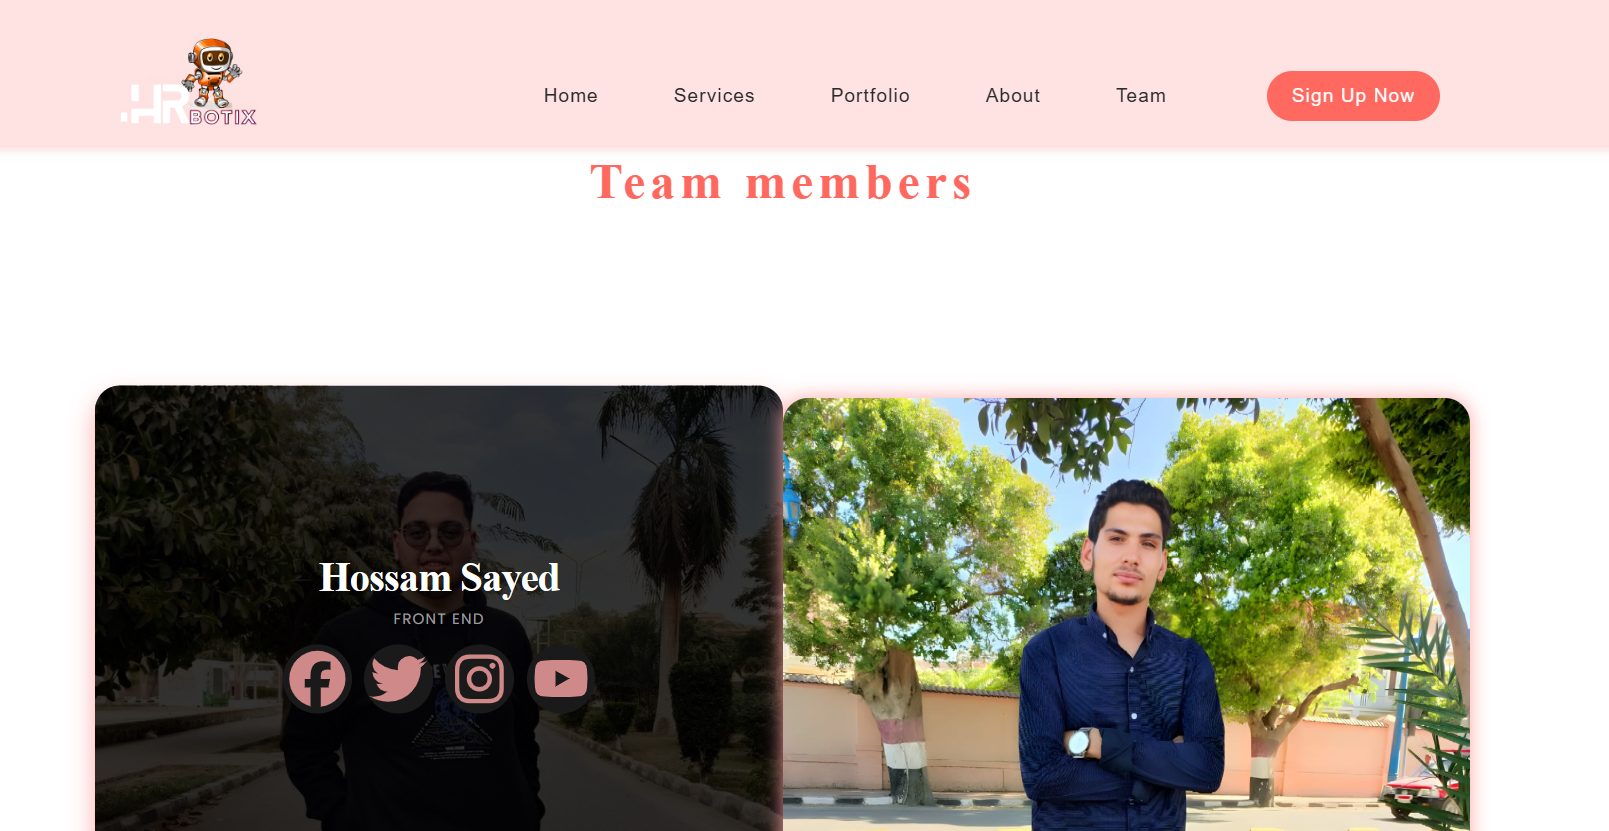 HR
BOTIX
Home
Services
Portfolio
About
Team
Sign Up Now
Team members
Hossam Sayed
FRONT END